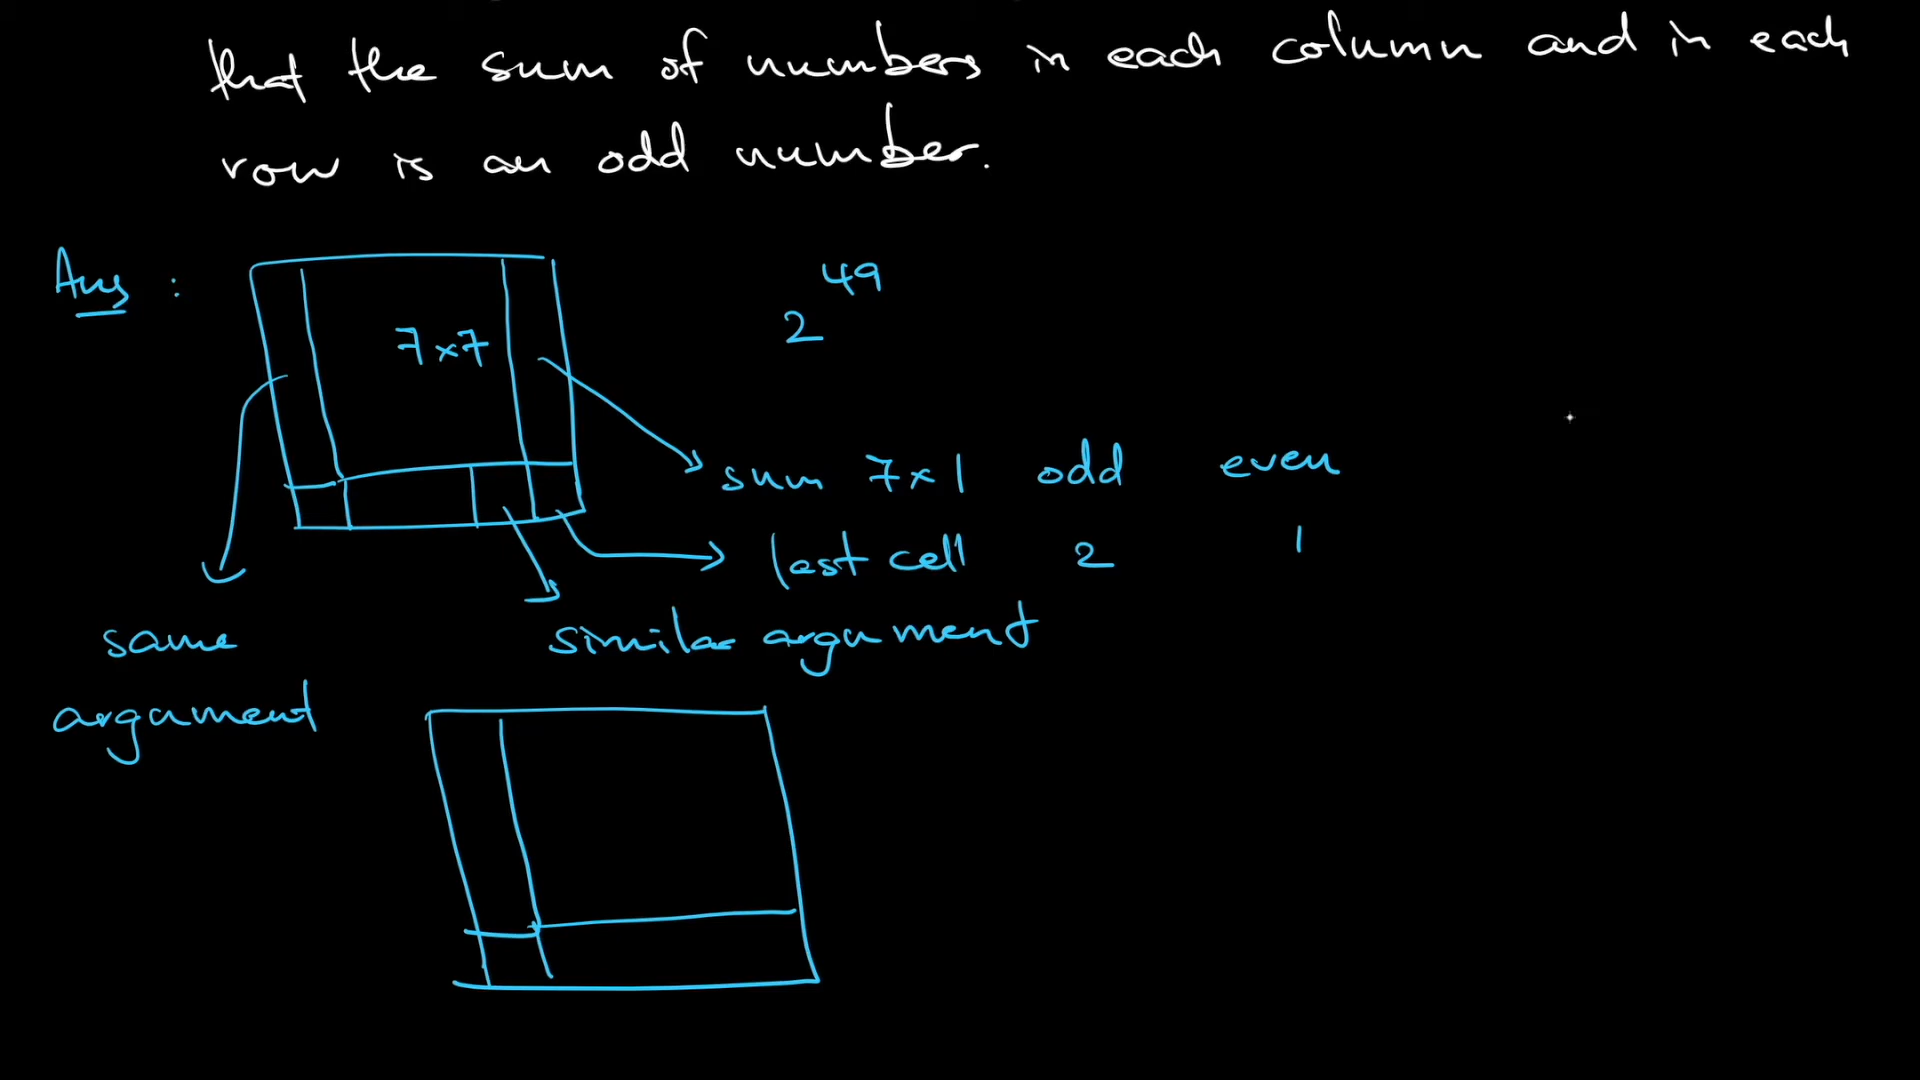 that the sum of numbers in each column and in each
row is an odd number.
Ans :
7x7
2^49
sum 7x1 odd even
last cell 2 1
same
argument
similar argument